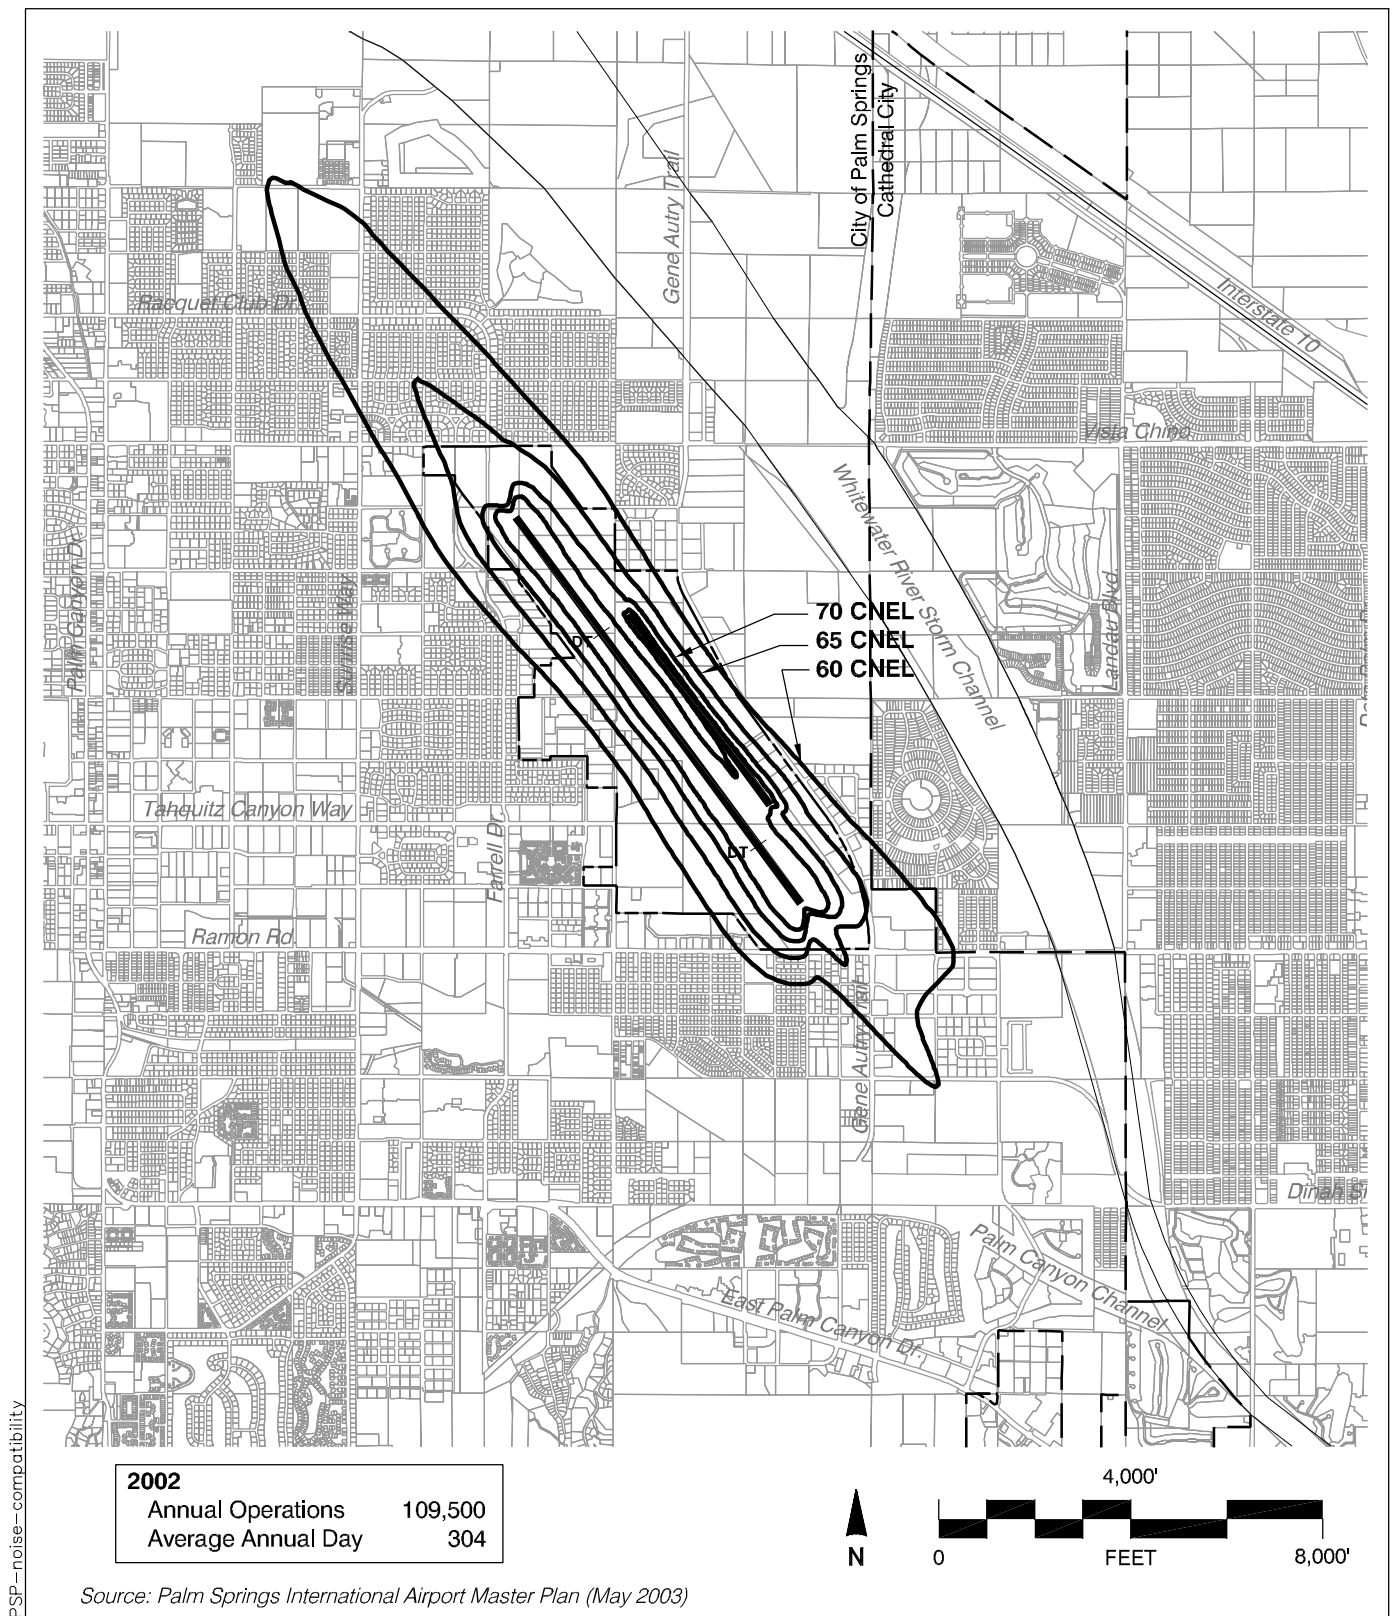 City of Palm Springs
Cathedral City
Gene Autry Trail
Interstate 10
Racquet Club Dr.
Vista Chino
Whitewater River Storm Channel
Palm Canyon Dr.
Sunrise Way
Landau Blvd.
70 CNEL
65 CNEL
60 CNEL
DT
Tahquitz Canyon Way
Farrell Dr.
DT
Ramon Rd.
Gene Autry Trail
Dinah S
Palm Canyon Channel
East Palm Canyon Dr.
PSP-noise-compatibility
2002
Annual Operations 109,500
Average Annual Day 304
N
4,000'
0 FEET 8,000'
Source: Palm Springs International Airport Master Plan (May 2003)